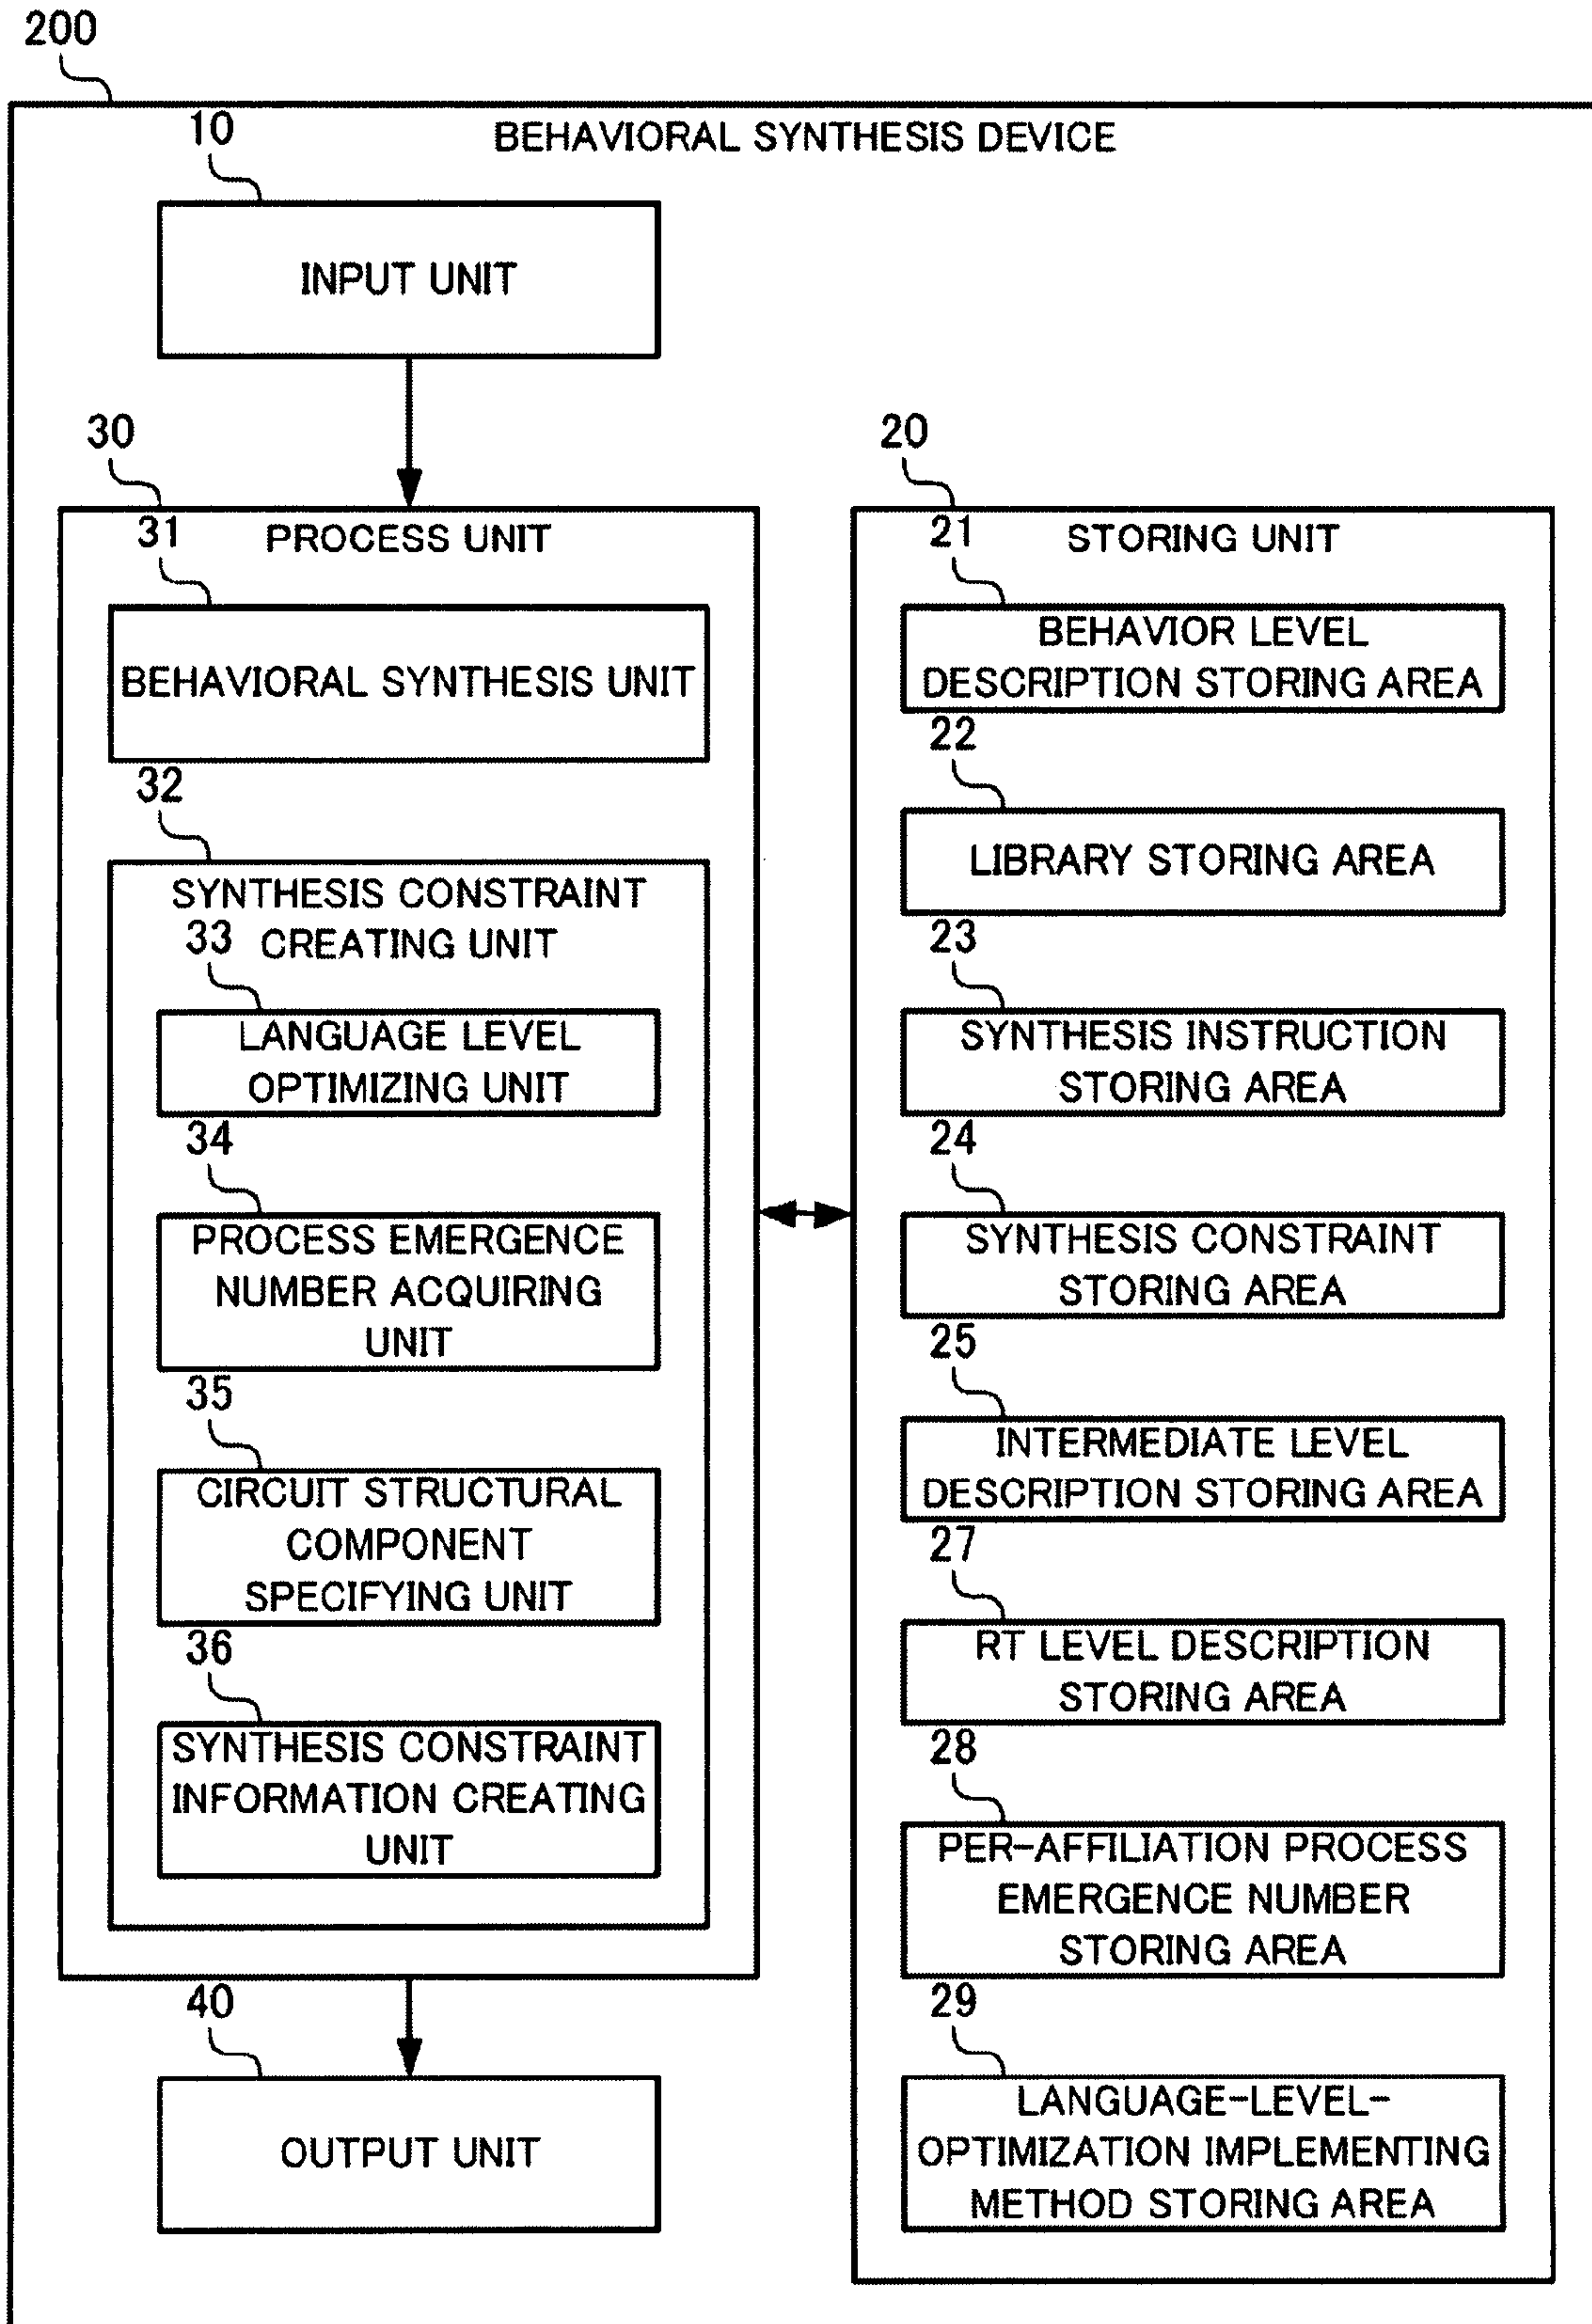 200
BEHAVIORAL SYNTHESIS DEVICE
10
INPUT UNIT
30
PROCESS UNIT
31
BEHAVIORAL SYNTHESIS UNIT
32
SYNTHESIS CONSTRAINT
CREATING UNIT
33
LANGUAGE LEVEL
OPTIMIZING UNIT
34
PROCESS EMERGENCE
NUMBER ACQUIRING
UNIT
35
CIRCUIT STRUCTURAL
COMPONENT
SPECIFYING UNIT
36
SYNTHESIS CONSTRAINT
INFORMATION CREATING
UNIT
40
OUTPUT UNIT
20
STORING UNIT
21
BEHAVIOR LEVEL
DESCRIPTION STORING AREA
22
LIBRARY STORING AREA
23
SYNTHESIS INSTRUCTION
STORING AREA
24
SYNTHESIS CONSTRAINT
STORING AREA
25
INTERMEDIATE LEVEL
DESCRIPTION STORING AREA
27
RT LEVEL DESCRIPTION
STORING AREA
28
PER-AFFILIATION PROCESS
EMERGENCE NUMBER
STORING AREA
29
LANGUAGE-LEVEL-
OPTIMIZATION IMPLEMENTING
METHOD STORING AREA